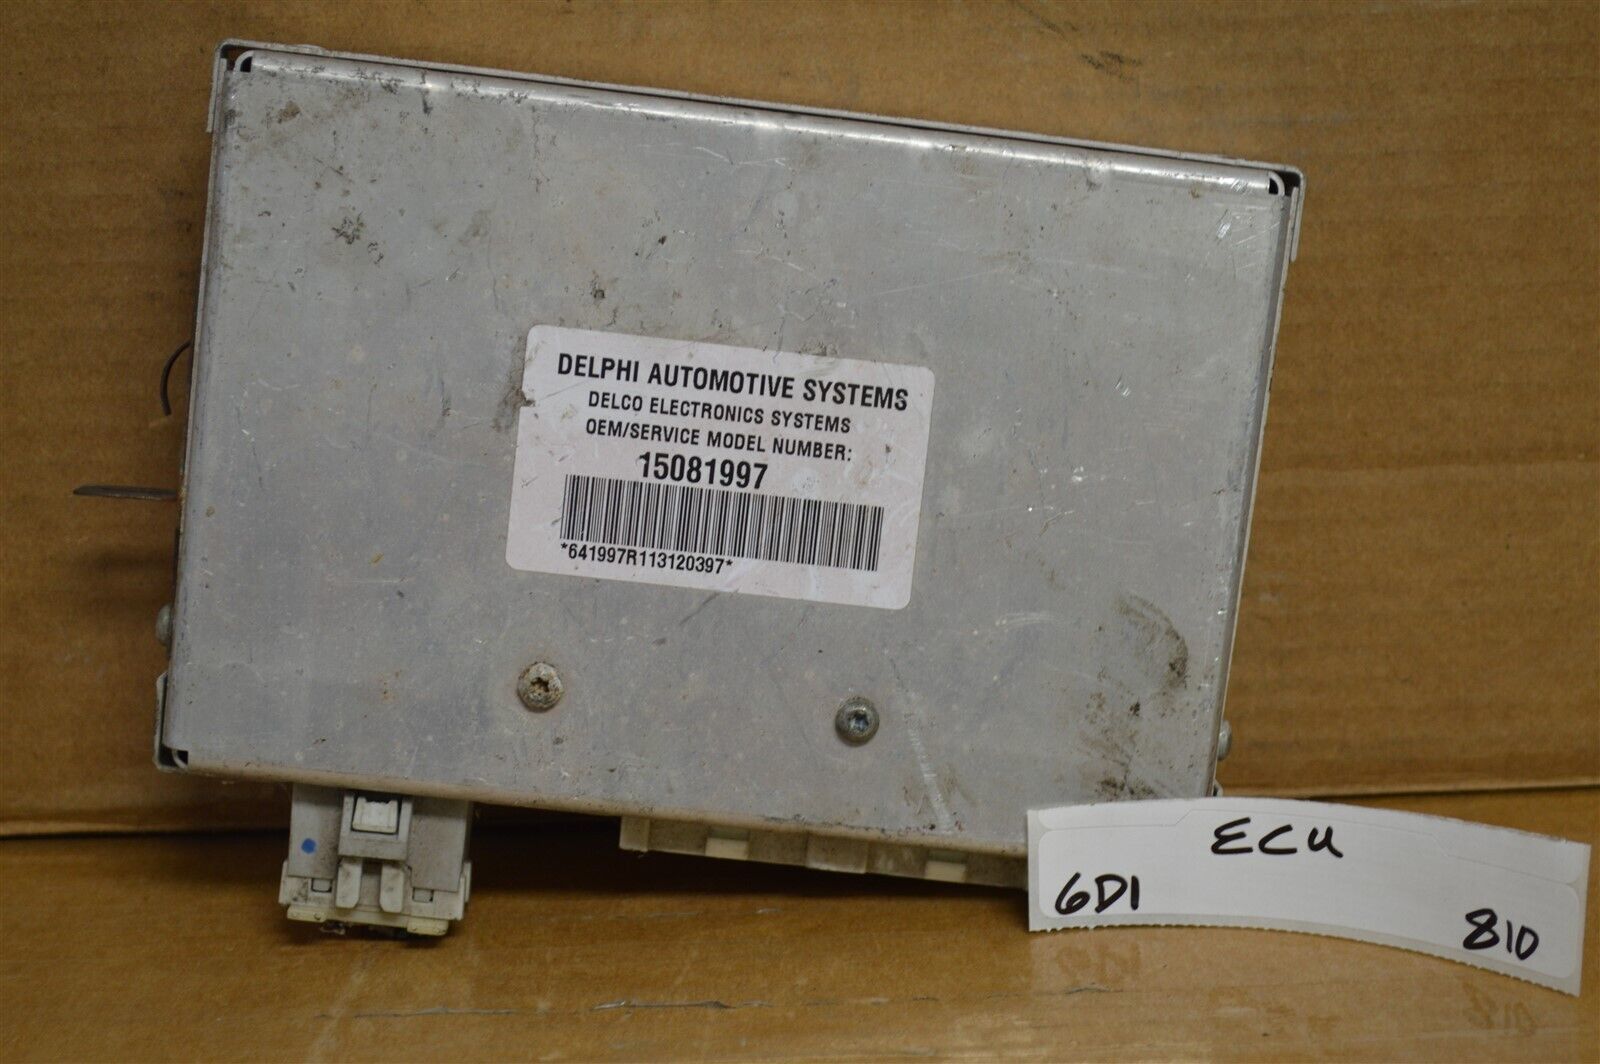 DELPHI AUTOMOTIVE SYSTEMS
DELCO ELECTRONICS SYSTEMS
OEM/SERVICE MODEL NUMBER:
15081997
*641997R113120397*
ECU
6D1
810